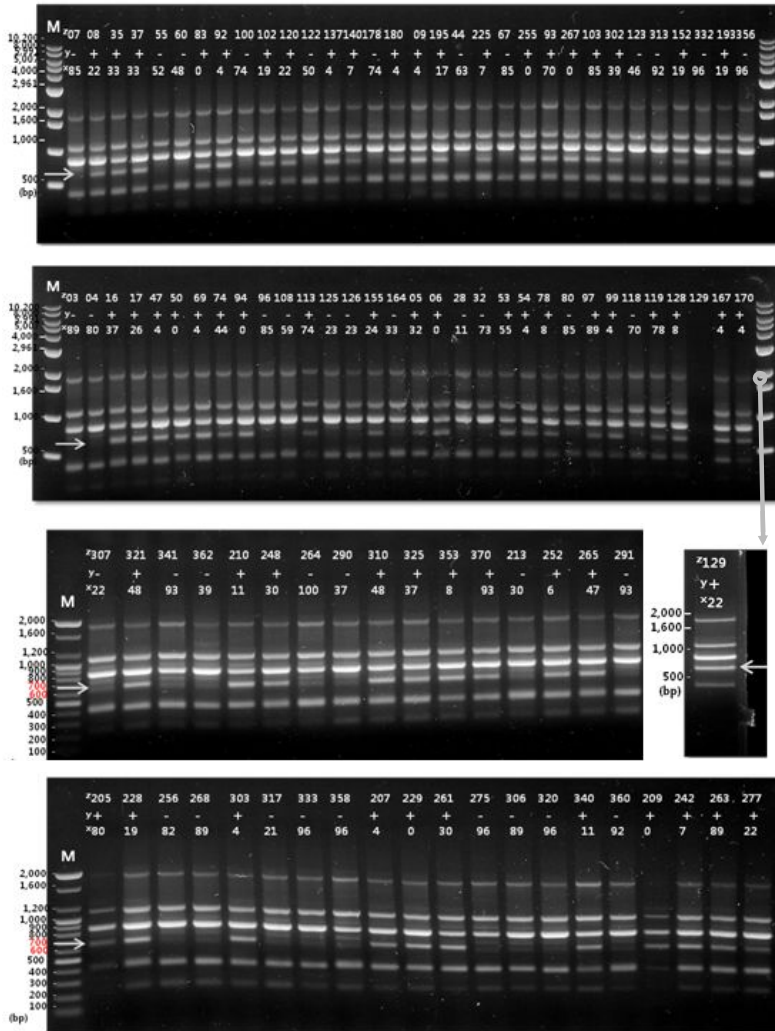 M z07 08 35 37 55 60 83 92 100 102 120 122 137 140 178 180 09 195 44 225 67 255 93 267 103 302 123 313 152 332 193 356
y- + + + - - + + - + + - + + - + + + - + - + + + + + - - + - + -
x85 22 33 33 52 48 0 4 74 19 22 50 4 7 74 4 4 17 63 7 85 0 70 0 85 39 46 92 19 96 19 96
10,200
4,000
2,961
2,000
1,600
1,000
500
(bp)
M
z03 04 16 17 47 50 69 74 94 96 108 113 125 126 155 164 05 06 28 32 53 54 78 80 97 99 118 119 128 129 167 170
y- - + + + + + + + - - + - - + - + + - - + + + - + + - + + + +
x89 80 37 26 4 0 4 44 0 85 59 74 23 23 24 33 32 0 11 73 55 4 8 85 89 4 70 78 8 4 4
10,200
4,000
2,961
2,000
1,000
500
(bp)
z307 321 341 362 210 248 264 290 310 325 353 370 213 252 265 291
y- + - - + + - - + + + + - + + -
x22 48 93 39 11 30 100 37 48 37 8 93 30 6 47 93
M
2,000
1,600
1,200
1,000
900
800
700
600
500
400
300
200
100
z129
y+
x22
2,000
1,600
1,000
500
(bp)
z205 228 256 268 303 317 333 358 207 229 261 275 306 320 340 360 209 242 263 277
y+ + - - + - - - + + + - - - + - + + + +
x80 19 82 89 4 21 96 96 4 0 30 96 89 96 11 92 0 7 89 22
M
2,000
1,600
1,200
1,000
900
800
700
600
500
400
300
200
100
(bp)